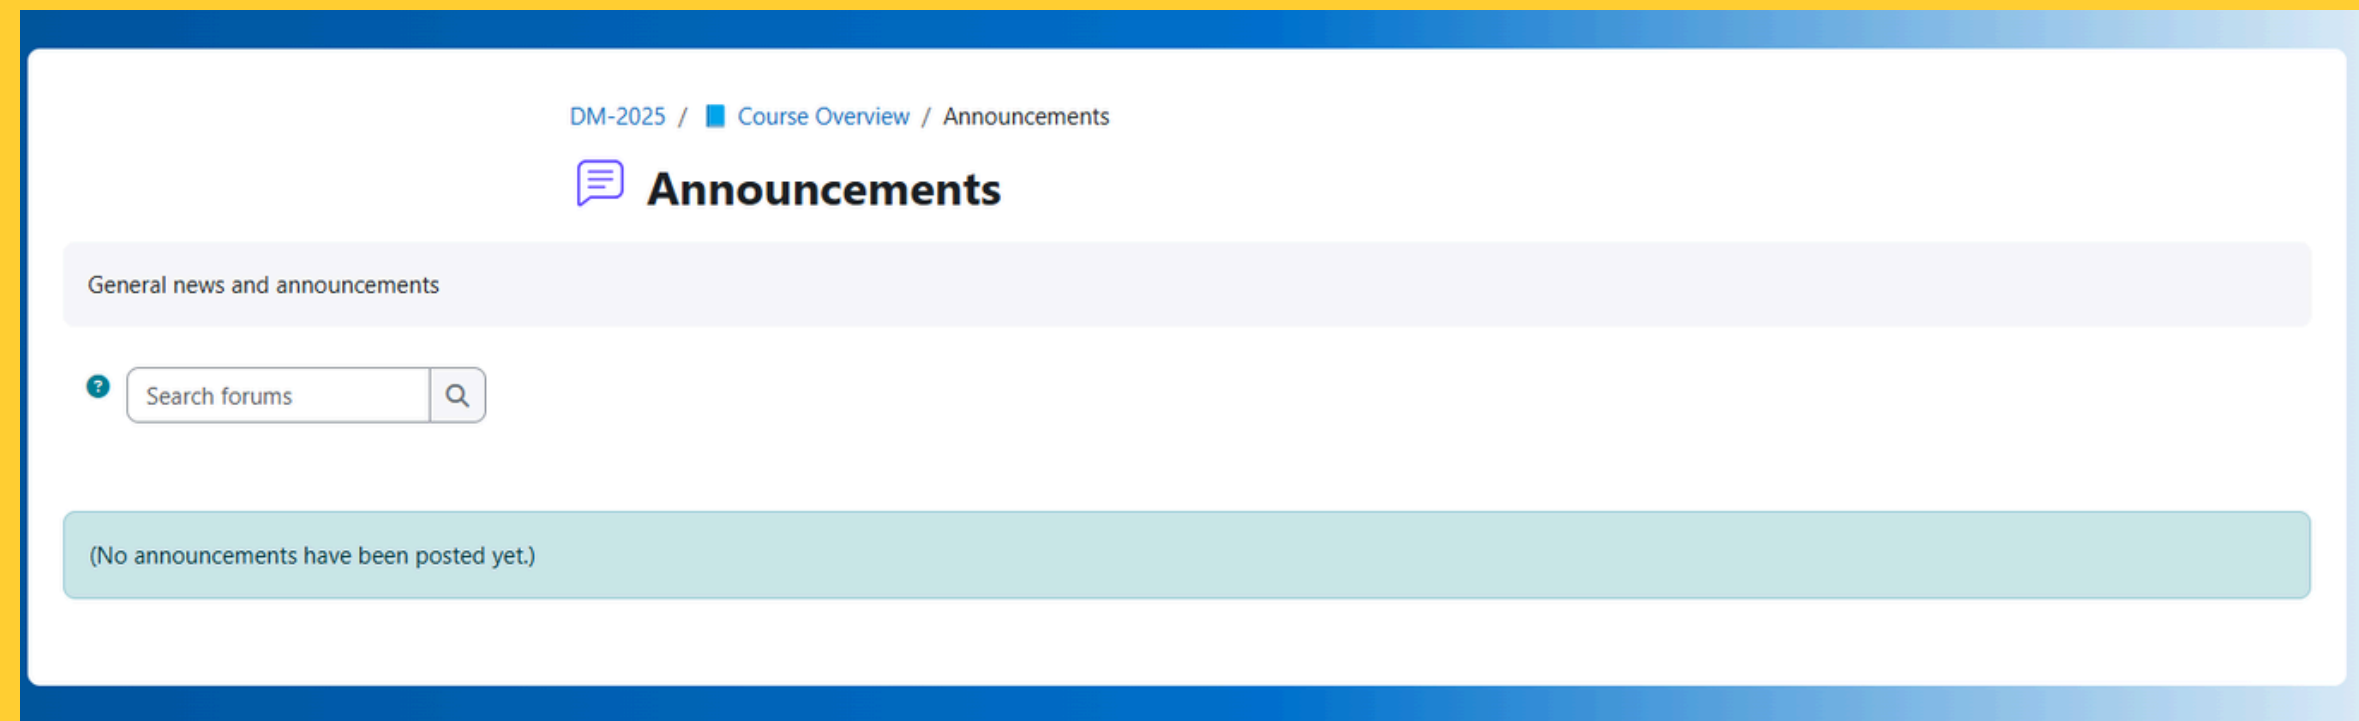 DM-2025 / Course Overview / Announcements
Announcements
General news and announcements
? Search forums
(No announcements have been posted yet.)